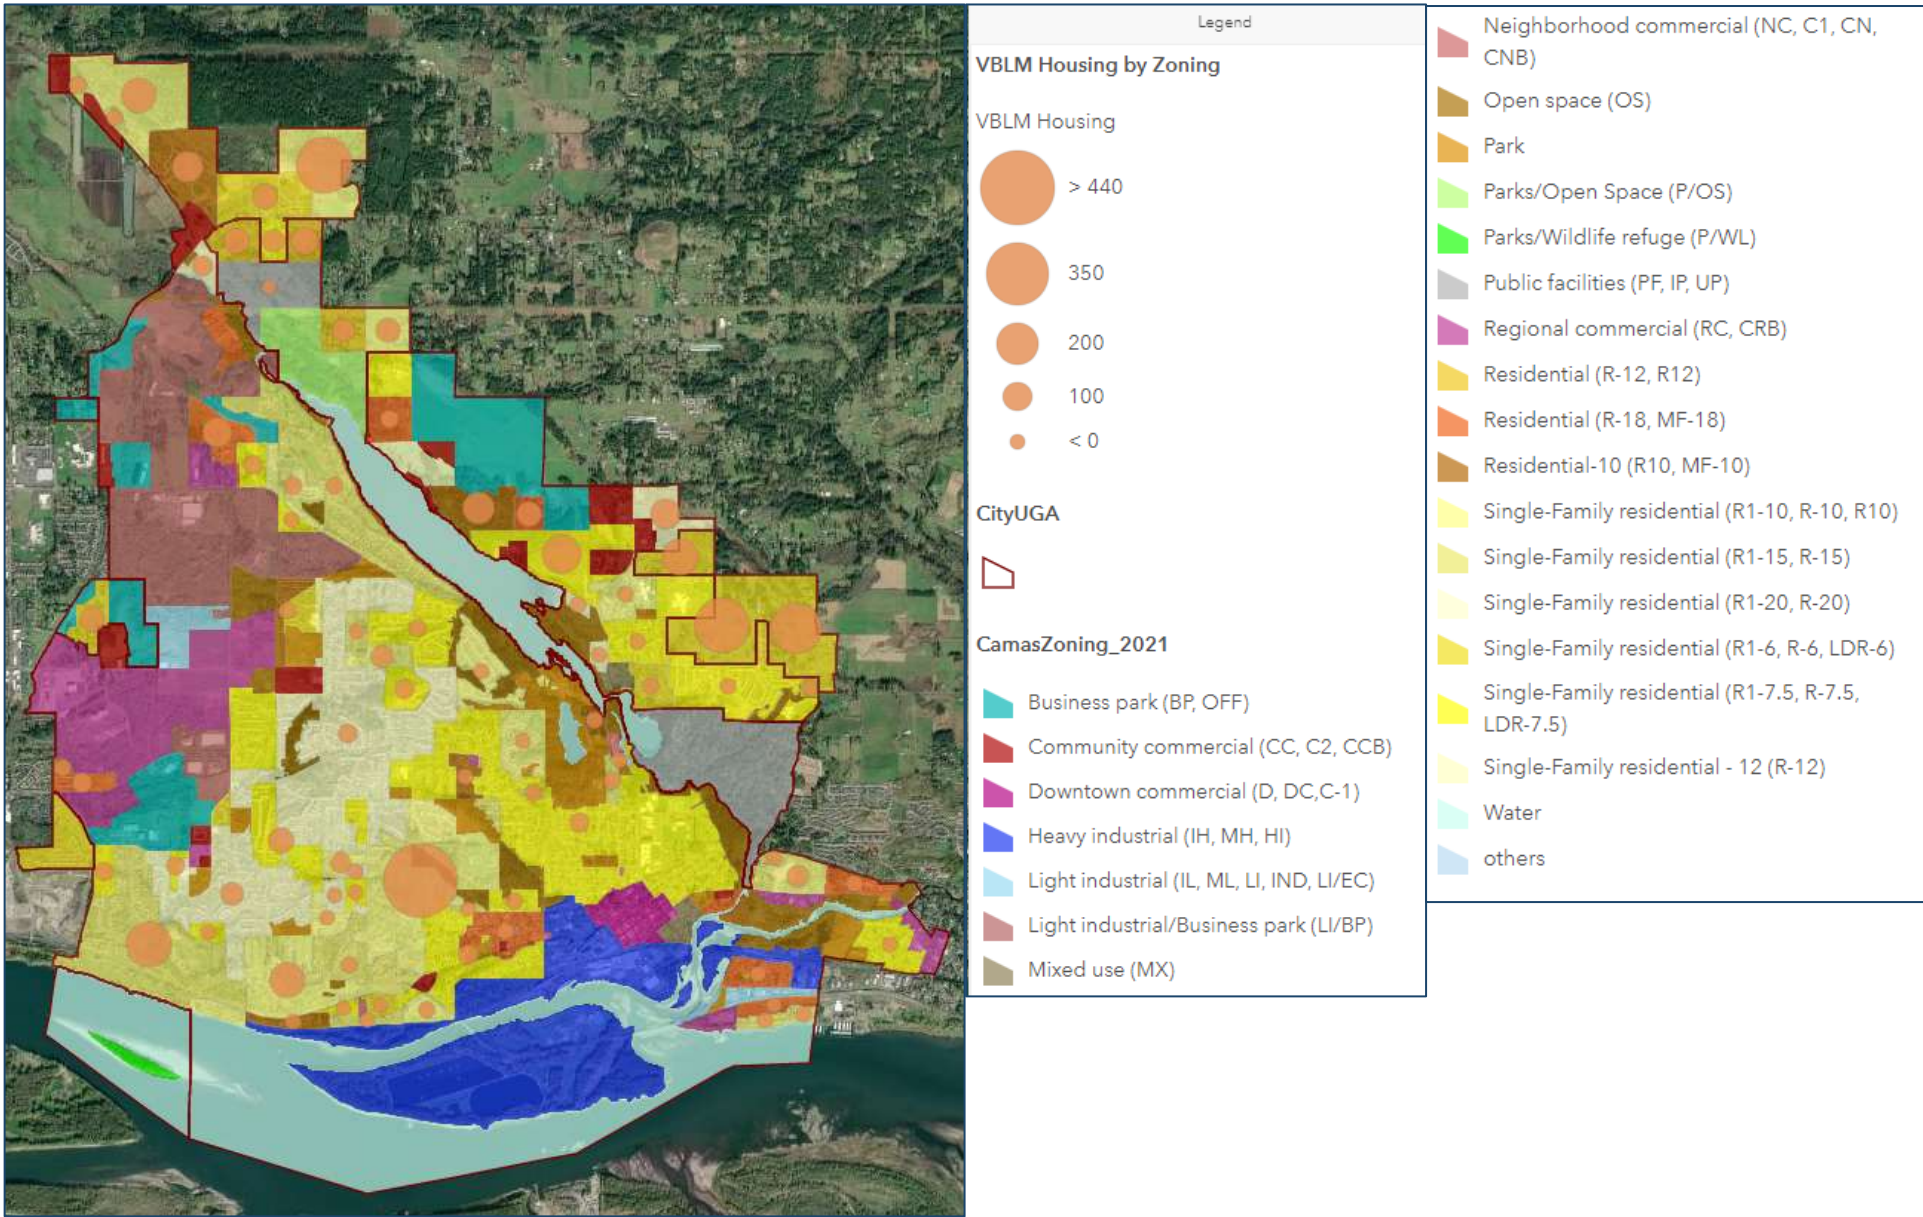 Legend
VBLM Housing by Zoning
VBLM Housing
> 440
350
200
100
< 0
CityUGA
CamasZoning_2021
Business park (BP, OFF)
Community commercial (CC, C2, CCB)
Downtown commercial (D, DC,C-1)
Heavy industrial (IH, MH, HI)
Light industrial (IL, ML, LI, IND, LI/EC)
Light industrial/Business park (LI/BP)
Mixed use (MX)
Neighborhood commercial (NC, C1, CN,
CNB)
Open space (OS)
Park
Parks/Open Space (P/OS)
Parks/Wildlife refuge (P/WL)
Public facilities (PF, IP, UP)
Regional commercial (RC, CRB)
Residential (R-12, R12)
Residential (R-18, MF-18)
Residential-10 (R10, MF-10)
Single-Family residential (R1-10, R-10, R10)
Single-Family residential (R1-15, R-15)
Single-Family residential (R1-20, R-20)
Single-Family residential (R1-6, R-6, LDR-6)
Single-Family residential (R1-7.5, R-7.5,
LDR-7.5)
Single-Family residential - 12 (R-12)
Water
others